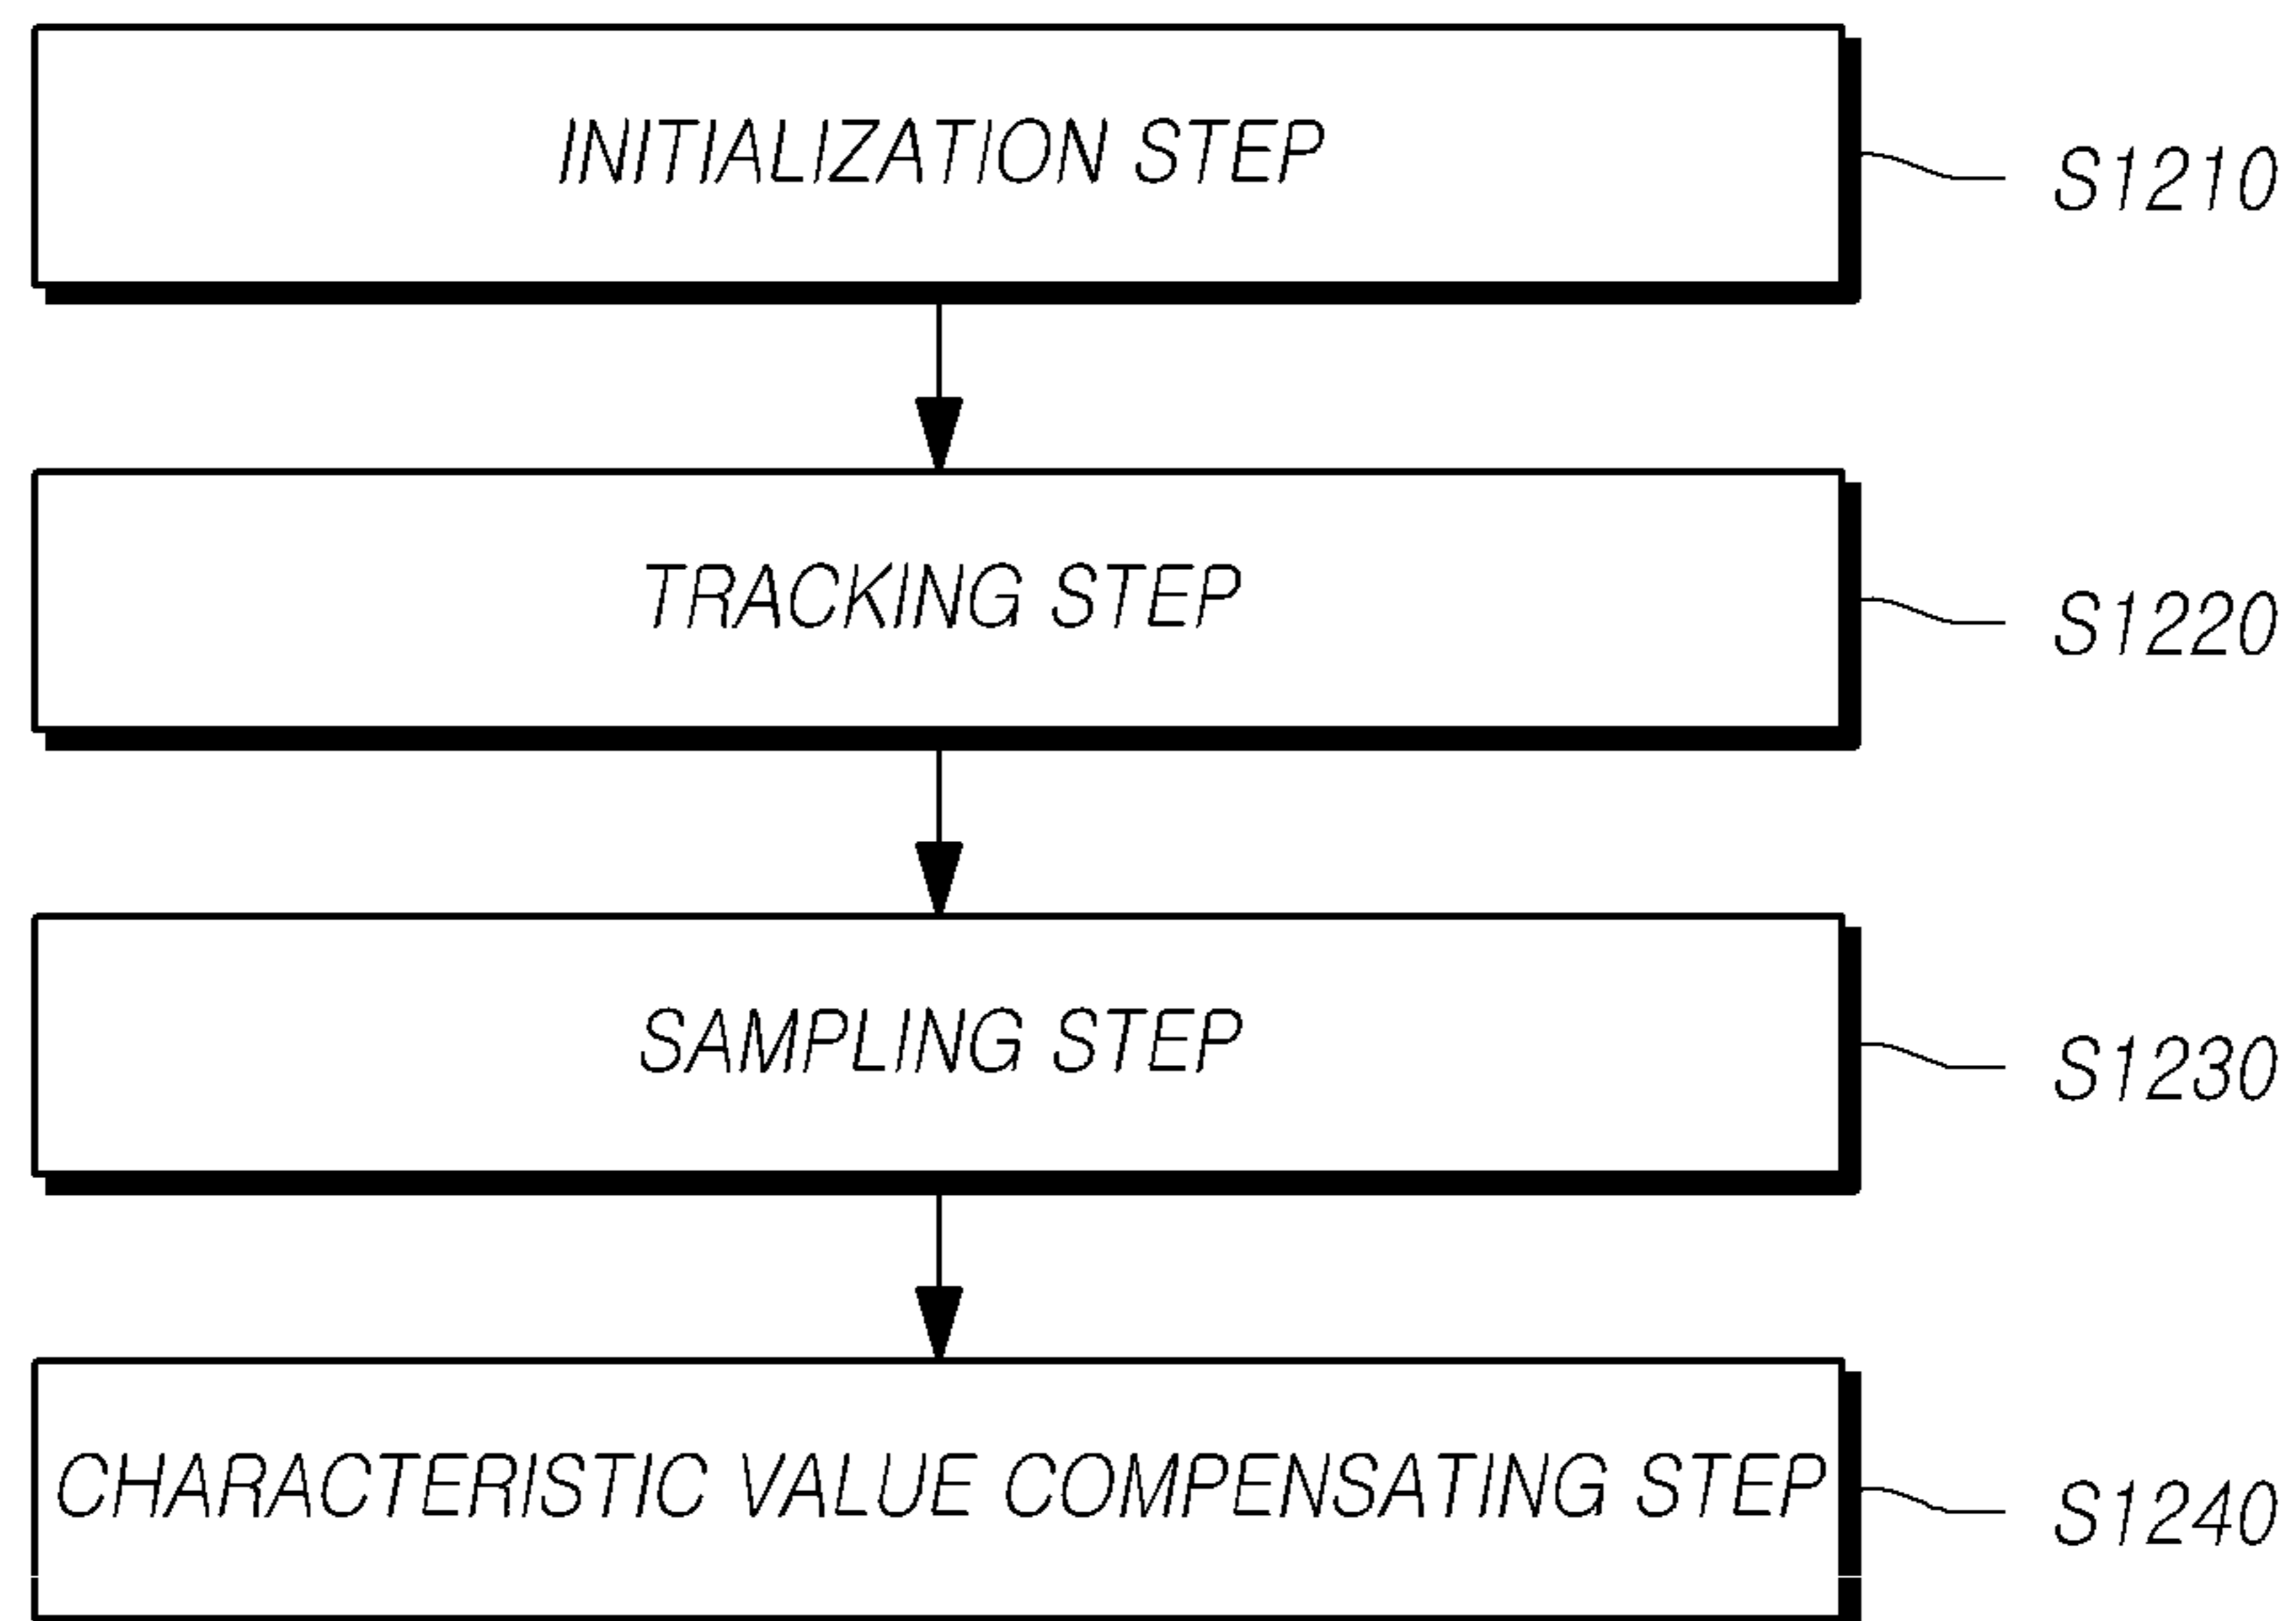 INITIALIZATION STEP
S1210
TRACKING STEP
S1220
SAMPLING STEP
S1230
CHARACTERISTIC VALUE COMPENSATING STEP
S1240